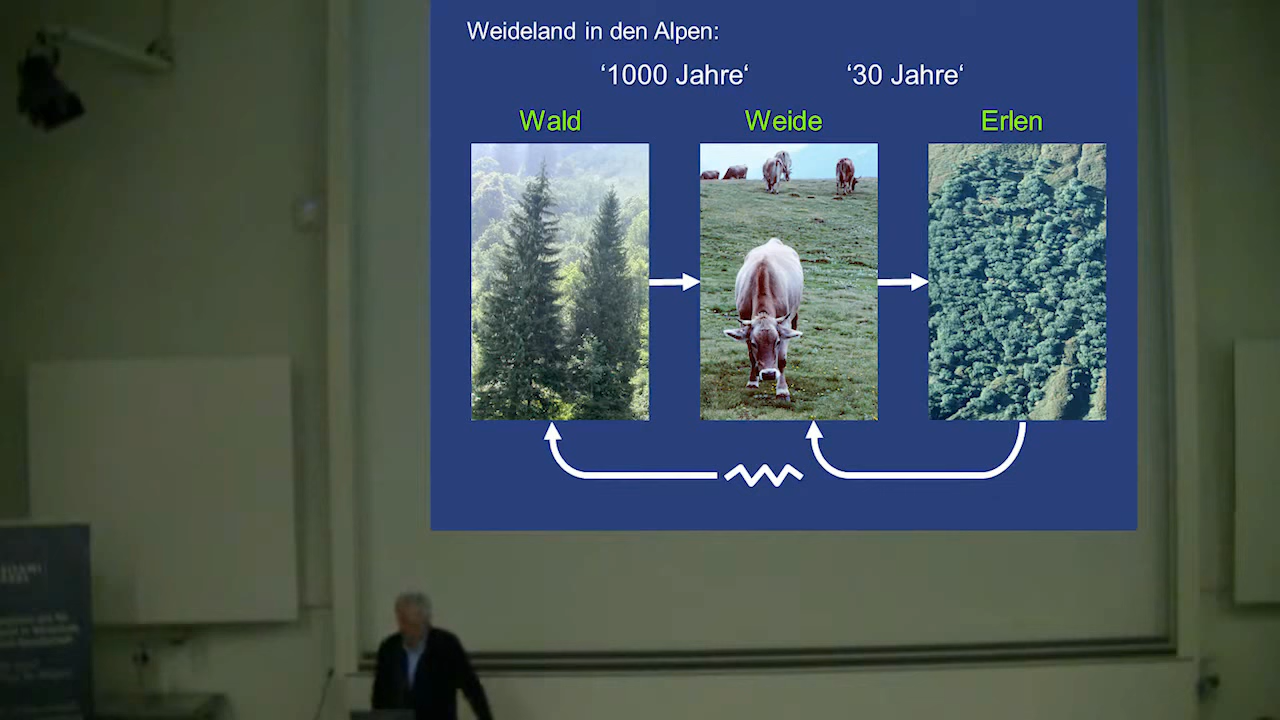 Weideland in den Alpen:
‘1000 Jahre‘
‘30 Jahre‘
Wald
Weide
Erlen